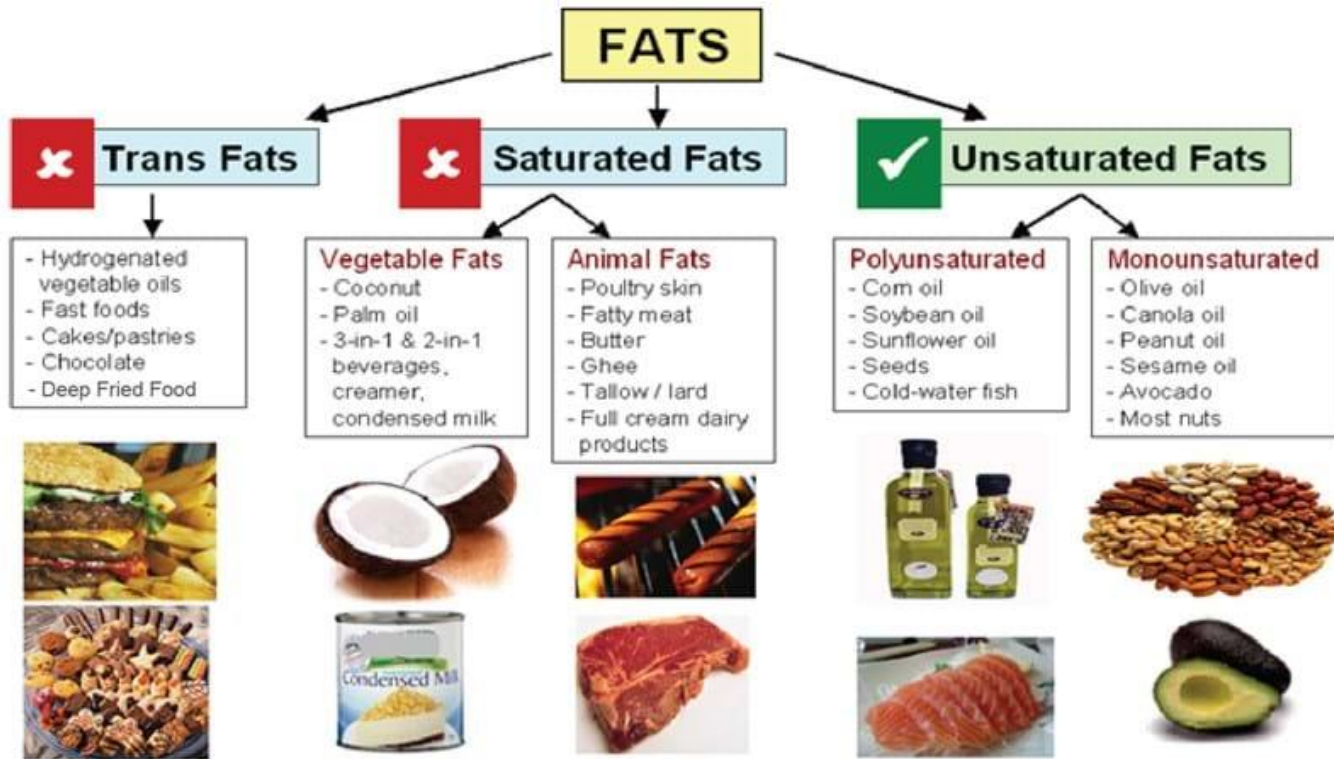 FATS
Trans Fats
Saturated Fats
Unsaturated Fats
- Hydrogenated
vegetable oils
- Fast foods
- Cakes/pastries
- Chocolate
- Deep Fried Food
Vegetable Fats
- Coconut
- Palm oil
- 3-in-1 & 2-in-1
beverages,
creamer,
condensed milk
Animal Fats
- Poultry skin
- Fatty meat
- Butter
- Ghee
- Tallow / lard
- Full cream dairy
products
Polyunsaturated
- Corn oil
- Soybean oil
- Sunflower oil
- Seeds
- Cold-water fish
Monounsaturated
- Olive oil
- Canola oil
- Peanut oil
- Sesame oil
- Avocado
- Most nuts
Condensed Mil